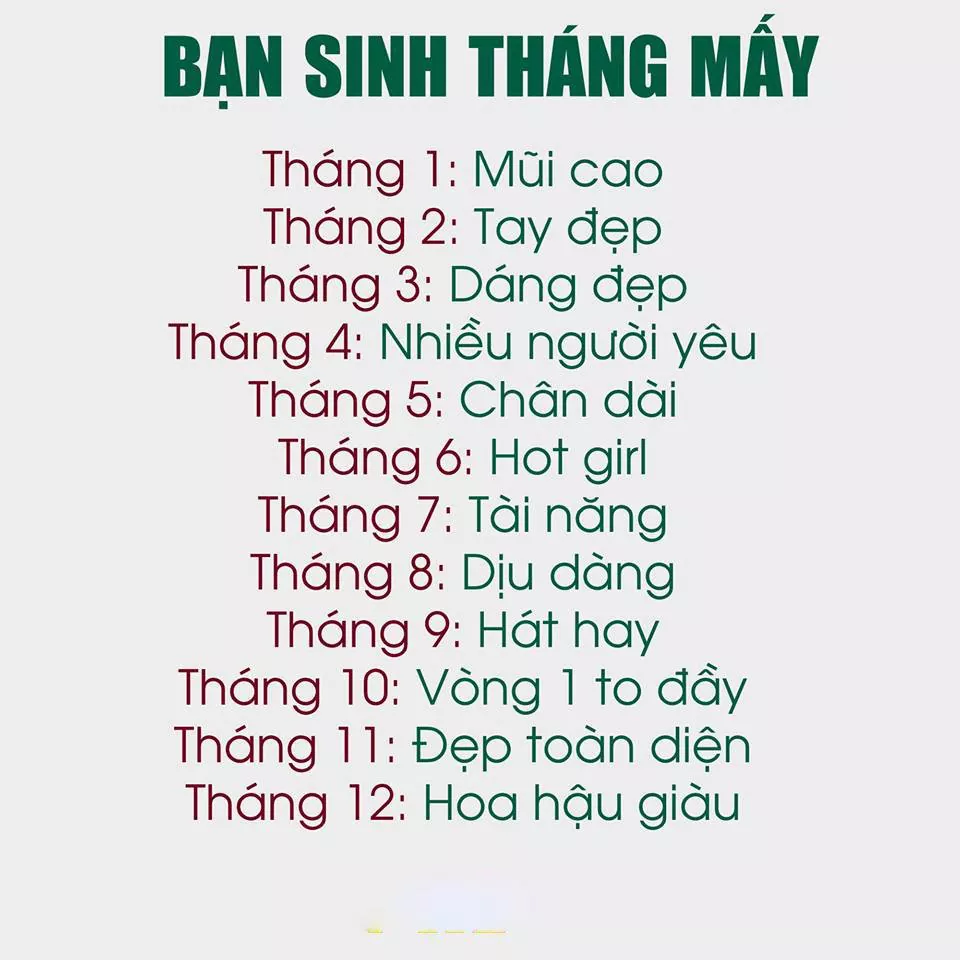 BẠN SINH THÁNG MẤY
Tháng 1: Mũi cao
Tháng 2: Tay đẹp
Tháng 3: Dáng đẹp
Tháng 4: Nhiều người yêu
Tháng 5: Chân dài
Tháng 6: Hot girl
Tháng 7: Tài năng
Tháng 8: Dịu dàng
Tháng 9: Hát hay
Tháng 10: Vòng 1 to đầy
Tháng 11: Đẹp toàn diện
Tháng 12: Hoa hậu giàu